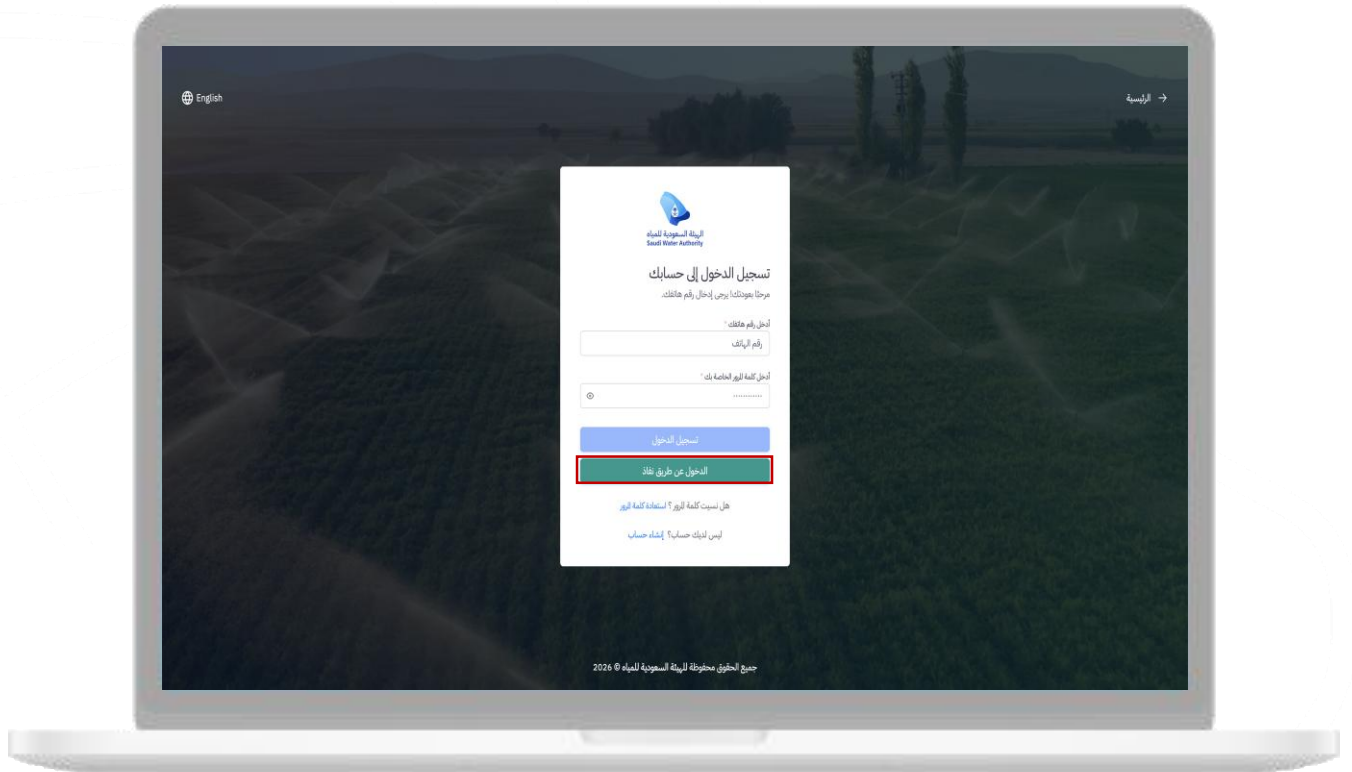 الرئيسية
English
الهيئة السعودية للمياه
Saudi Water Authority
تسجيل الدخول إلى حسابك
مرحبًا بعودتك! يرجى إدخال رقم هاتفك.
أدخل رقم هاتفك *
رقم الهاتف
أدخل كلمة المرور الخاصة بك *
تسجيل الدخول
الدخول عن طريق نفاذ
هل نسيت كلمة المرور ؟ استعادة كلمة المرور
ليس لديك حساب؟ إنشاء حساب
جميع الحقوق محفوظة للهيئة السعودية للمياه © 2026